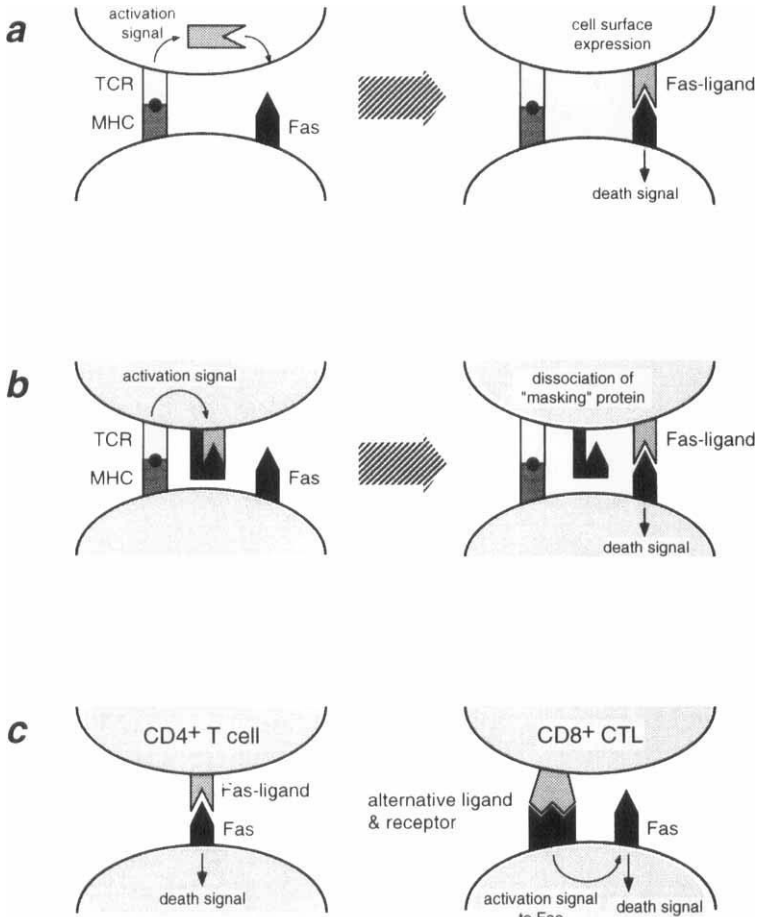 a
activation
signal
TCR
MHC
Fas
cell surface
expression
Fas-ligand
death signal
b
activation signal
TCR
MHC
Fas
dissociation of
"masking" protein
Fas-ligand
death signal
c
CD4+ T cell
Fas-ligand
Fas
death signal
CD8+ CTL
alternative ligand
& receptor
Fas
activation signal
to Fas
death signal